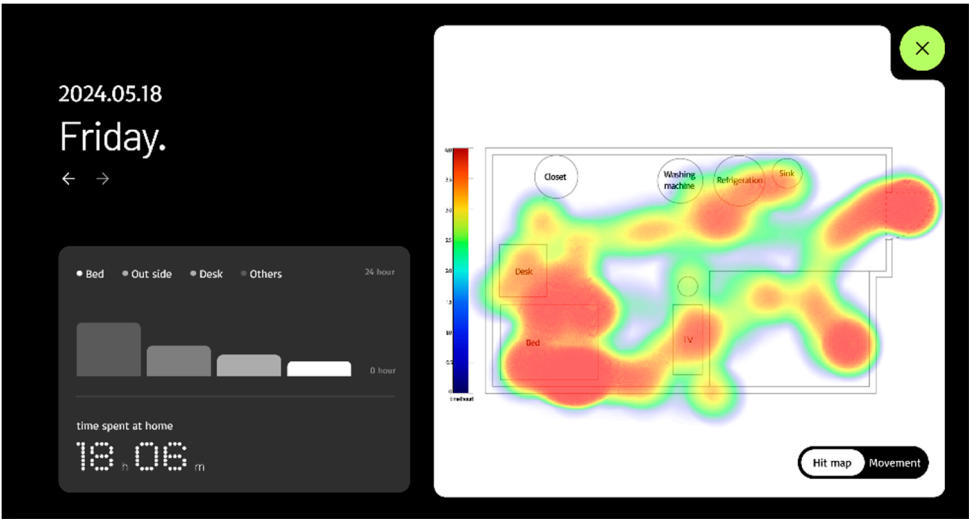 2024.05.18
Friday.
← →
Bed Out side Desk Others
24 hour
0 hour
time spent at home
18 h 06 m
Closet
Washing
machine
Refrigeration
Sink
Desk
Bed
TV
Hit map Movement